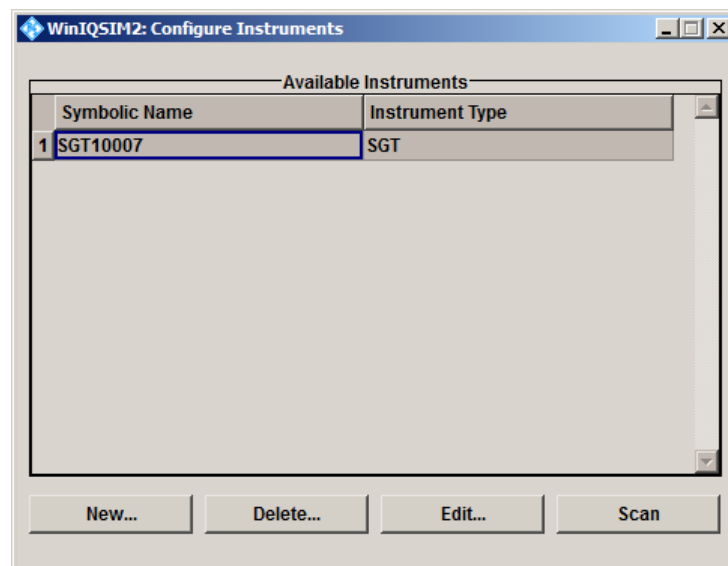 WinIQSIM2: Configure Instruments
Available Instruments
Symbolic Name Instrument Type
1 SGT10007 SGT
New... Delete... Edit... Scan